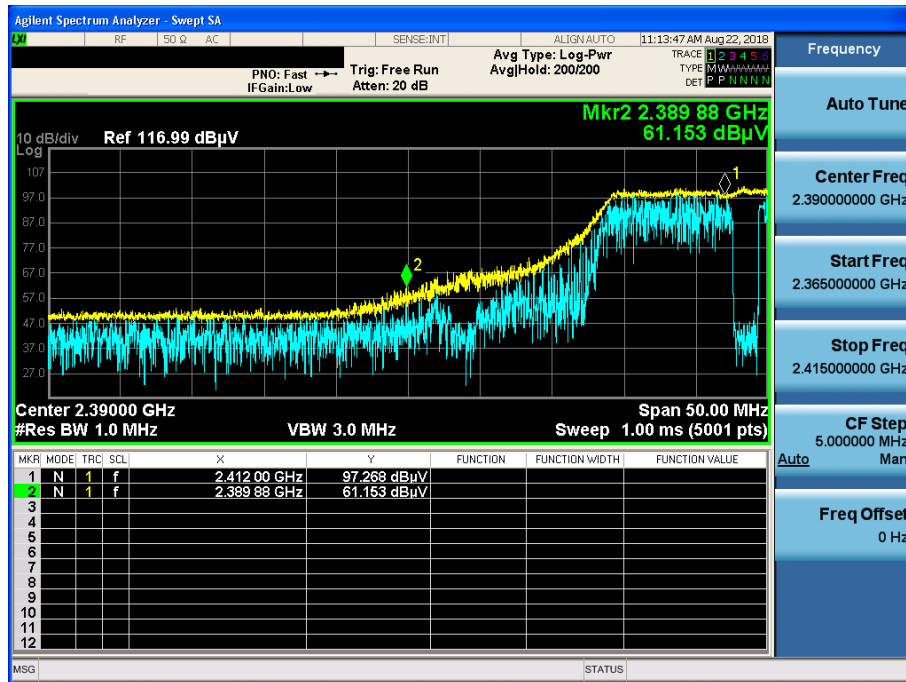 Agilent Spectrum Analyzer - Swept SA
LXI RF 50 Ω AC SENSE:INT ALIGN AUTO 11:13:47 AM Aug 22, 2018
PNO: Fast
IFGain:Low
Trig: Free Run
Atten: 20 dB
Avg Type: Log-Pwr
Avg|Hold: 200/200
TRACE 1 2 3 4 5 6
TYPE M W W W W W
DET P P N N N N
Mkr2 2.389 88 GHz
61.153 dBµV
10 dB/div Ref 116.99 dBµV
Log
107
97.0
87.0
77.0
67.0
57.0
47.0
37.0
27.0
1
2
Center 2.39000 GHz Span 50.00 MHz
#Res BW 1.0 MHz VBW 3.0 MHz Sweep 1.00 ms (5001 pts)
MKR MODE TRC SCL X Y FUNCTION FUNCTION WIDTH FUNCTION VALUE
1 N 1 f 2.412 00 GHz 97.268 dBµV
2 N 1 f 2.389 88 GHz 61.153 dBµV
3
4
5
6
7
8
9
10
11
12
MSG STATUS
Frequency
Auto Tune
Center Freq
2.390000000 GHz
Start Freq
2.365000000 GHz
Stop Freq
2.415000000 GHz
CF Step
5.000000 MHz
Auto Man
Freq Offset
0 Hz